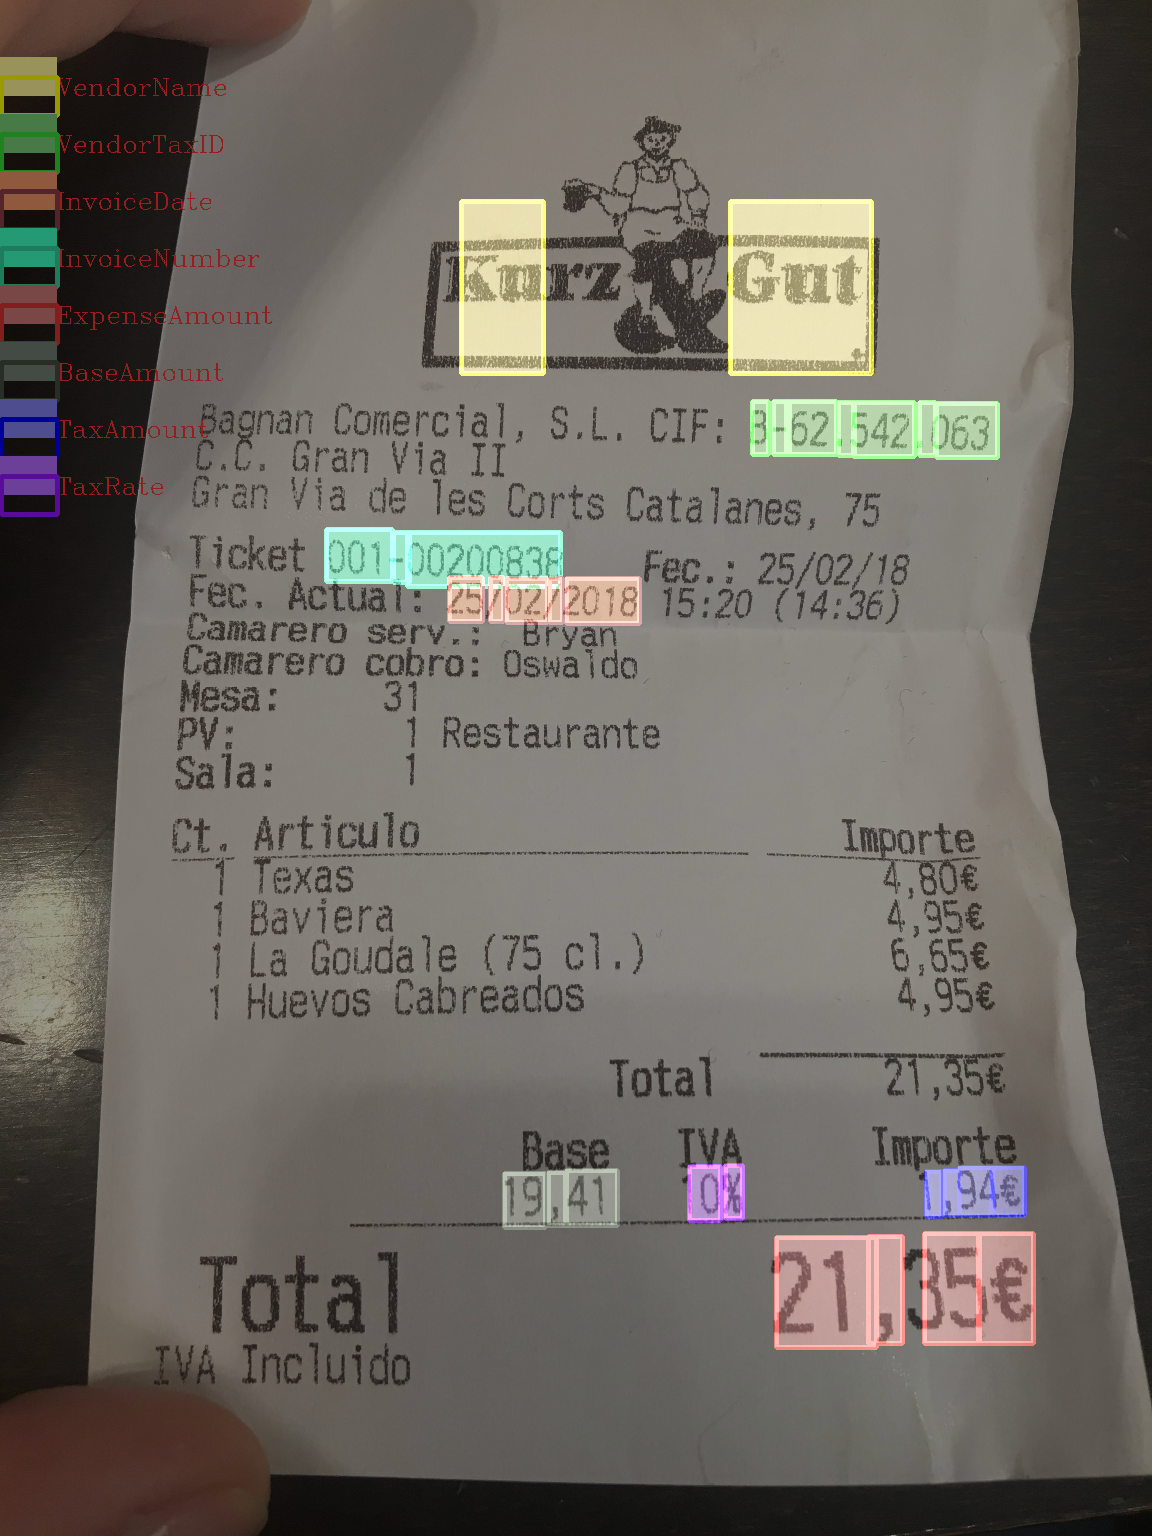 VendorName
VendorTaxID
InvoiceDate
InvoiceNumber
ExpenseAmount
BaseAmount
TaxAmount
TaxRate
Kurz Gut
Bagnan Comercial, S.L. CIF: B-62.542.063
C.C. Gran Via II
Gran Via de les Corts Catalanes, 75
Ticket 001-00200838 Fec.: 25/02/18
Fec. Actual: 25/02/2018 15:20 (14:36)
Camarero serv.: Bryan
Camarero cobro: Oswaldo
Mesa: 31
PV: 1 Restaurante
Sala: 1
Ct. Articulo Importe
1 Texas 4,80€
1 Baviera 4,95€
1 La Goudale (75 cl.) 6,65€
1 Huevos Cabreados 4,95€
Total 21,35€
Base IVA Importe
19,41 0% 1,94€
Total 21,35€
IVA Incluido